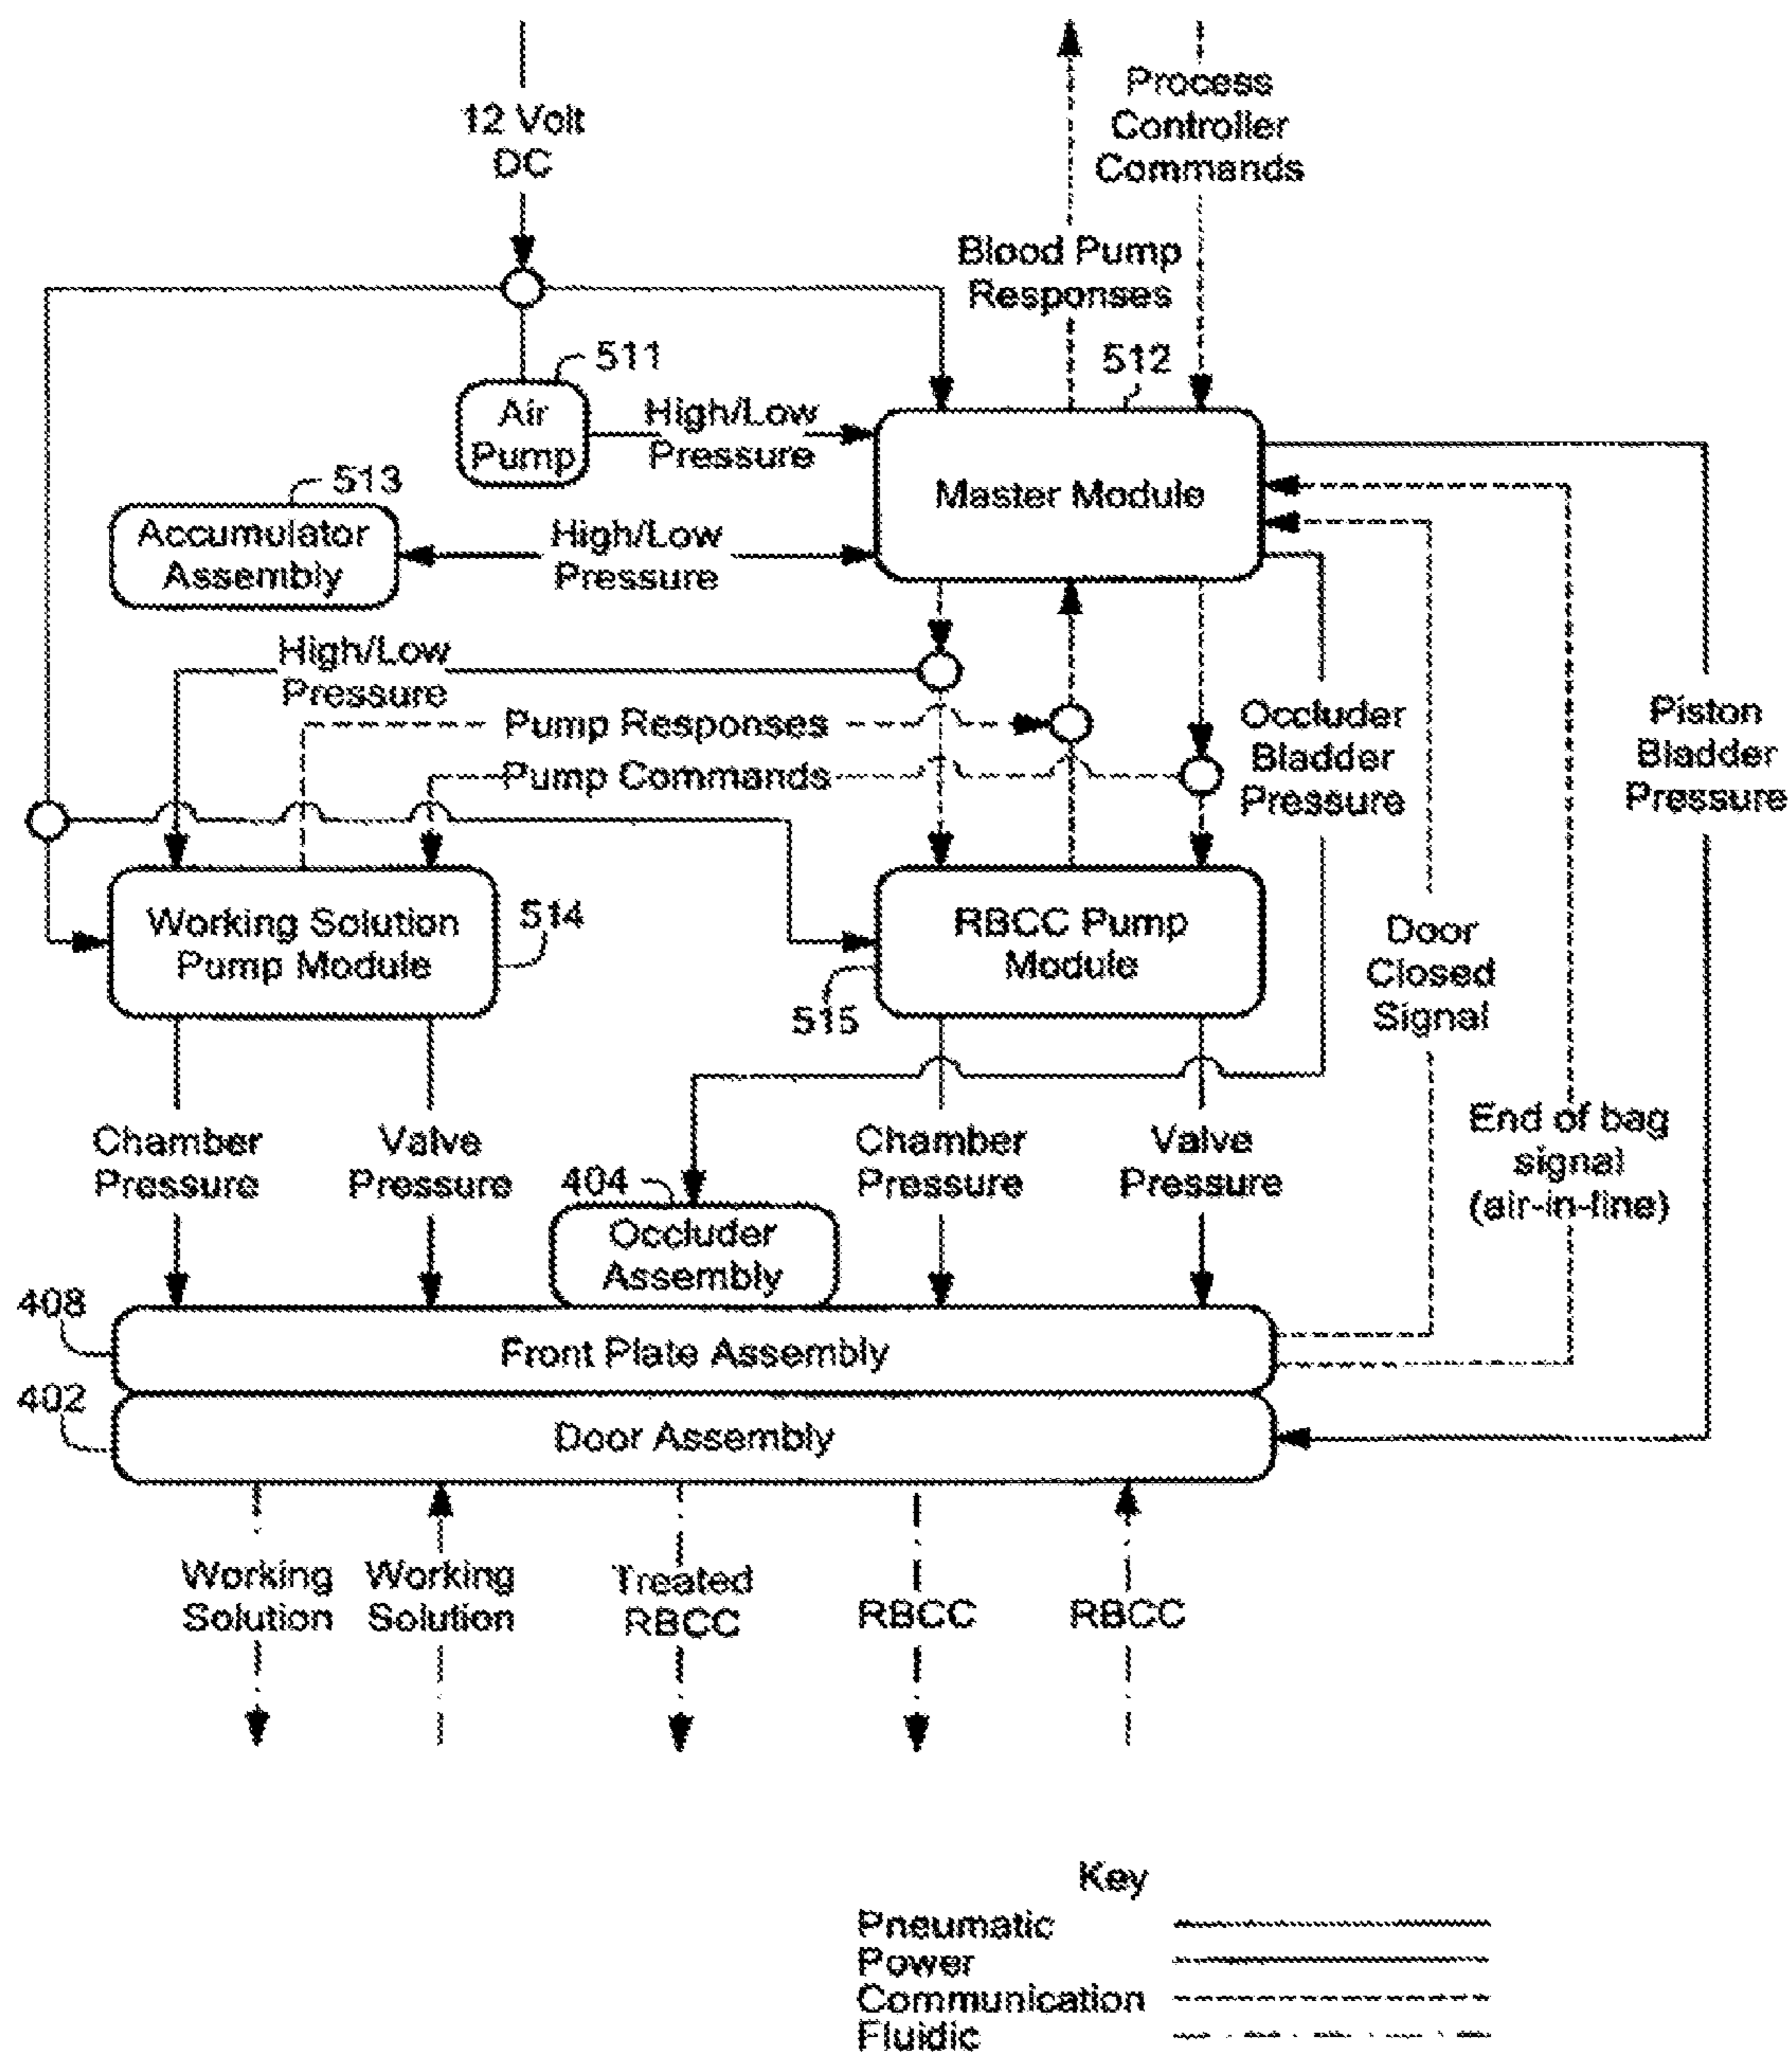 12 Volt
DC
Process
Controller
Commands
Blood Pump
Responses
511
512
Air
Pump
High/Low
Pressure
Master Module
513
Accumulator
Assembly
High/Low
Pressure
High/Low
Pressure
Pump Responses
Pump Commands
Occluder
Bladder
Pressure
Piston
Bladder
Pressure
Working Solution
Pump Module
514
RBCC Pump
Module
515
Door
Closed
Signal
Chamber
Pressure
Valve
Pressure
Chamber
Pressure
Valve
Pressure
End of bag
signal
(air-in-line)
404
Occluder
Assembly
408
Front Plate Assembly
402
Door Assembly
Working
Solution
Working
Solution
Treated
RBCC
RBCC
RBCC
Key
Pneumatic
Power
Communication
Fluidic